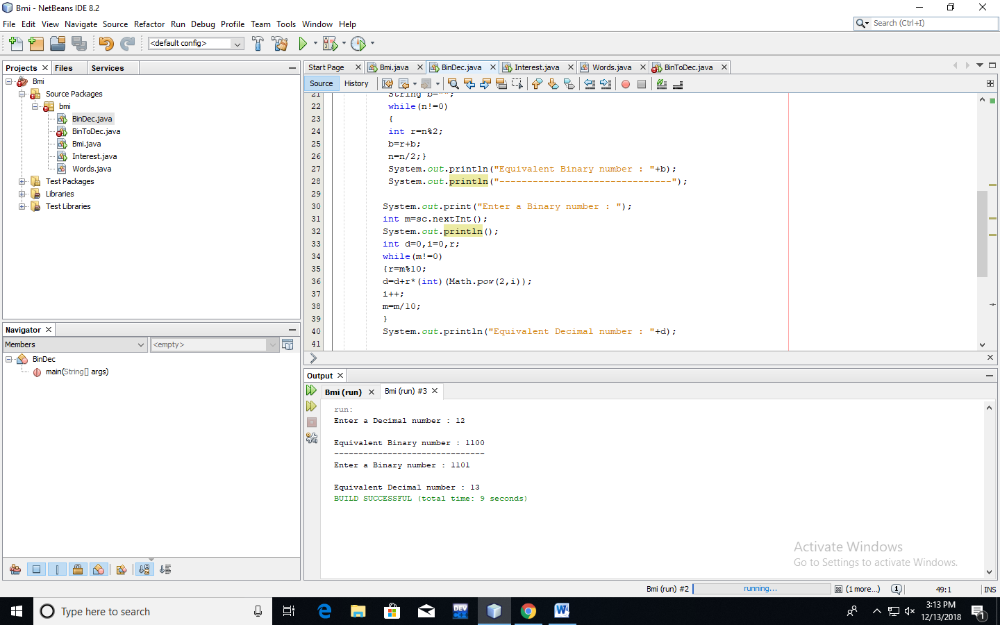 Bmi - NetBeans IDE 8.2
File Edit View Navigate Source Refactor Run Debug Profile Team Tools Window Help
Search (Ctrl+I)
<default config>
Projects Files Services
Bmi
Source Packages
bmi
BinDec.java
BinToDec.java
Bmi.java
Interest.java
Words.java
Test Packages
Libraries
Test Libraries
Navigator
Members <empty>
BinDec
main(String[] args)
Start Page Bmi.java BinDec.java Interest.java Words.java BinToDec.java
Source History
21 String b="";
22 while(n!=0)
23 {
24 int r=n%2;
25 b=r+b;
26 n=n/2;}
27 System.out.println("Equivalent Binary number : "+b);
28 System.out.println("-------------------------------");
29
30 System.out.print("Enter a Binary number : ");
31 int m=sc.nextInt();
32 System.out.println();
33 int d=0,i=0,r;
34 while(m!=0)
35 {r=m%10;
36 d=d+r*(int)(Math.pow(2,i));
37 i++;
38 m=m/10;
39 }
40 System.out.println("Equivalent Decimal number : "+d);
41
Output
Bmi (run) Bmi (run) #3
run:
Enter a Decimal number : 12
Equivalent Binary number : 1100
-------------------------------
Enter a Binary number : 1101
Equivalent Decimal number : 13
BUILD SUCCESSFUL (total time: 9 seconds)
Activate Windows
Go to Settings to activate Windows.
Bmi (run) #2 running... (1 more...) 1 49:1 INS
Type here to search
DEV
3:13 PM
12/13/2018
1